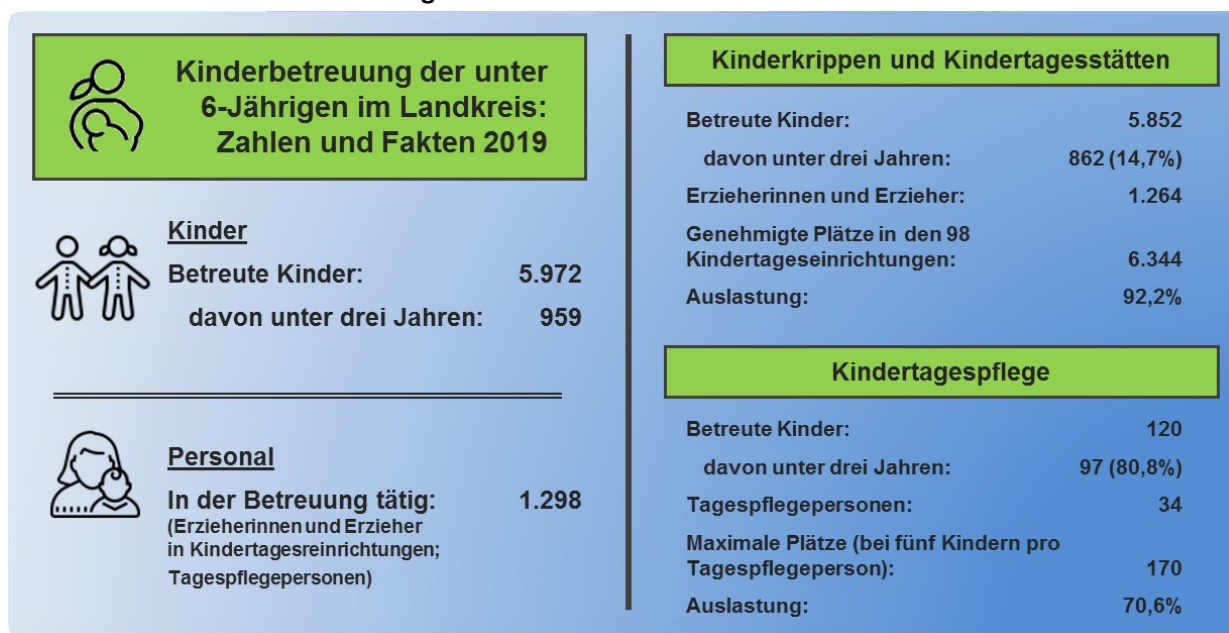 Kinderbetreuung der unter
6-Jährigen im Landkreis:
Zahlen und Fakten 2019
Kinder
Betreute Kinder: 5.972
davon unter drei Jahren: 959
Personal
In der Betreuung tätig: 1.298
(Erzieherinnen und Erzieher
in Kindertagesreinrichtungen;
Tagespflegepersonen)
Kinderkrippen und Kindertagesstätten
Betreute Kinder: 5.852
davon unter drei Jahren: 862 (14,7%)
Erzieherinnen und Erzieher: 1.264
Genehmigte Plätze in den 98
Kindertageseinrichtungen: 6.344
Auslastung: 92,2%
Kindertagespflege
Betreute Kinder: 120
davon unter drei Jahren: 97 (80,8%)
Tagespflegepersonen: 34
Maximale Plätze (bei fünf Kindern pro
Tagespflegeperson): 170
Auslastung: 70,6%